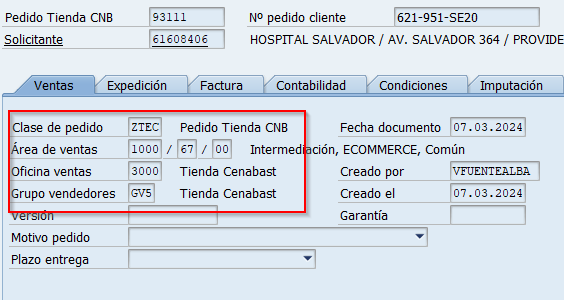 Pedido Tienda CNB 93111 Nº pedido cliente 621-951-SE20
Solicitante 61608406 HOSPITAL SALVADOR / AV. SALVADOR 364 / PROVIDE
Ventas Expedición Factura Contabilidad Condiciones Imputación
Clase de pedido ZTEC Pedido Tienda CNB Fecha documento 07.03.2024
Área de ventas 1000 / 67 / 00 Intermediación, ECOMMERCE, Común
Oficina ventas 3000 Tienda Cenabast Creado por VFUENTEALBA
Grupo vendedores GV5 Tienda Cenabast Creado el 07.03.2024
Versión Garantía
Motivo pedido
Plazo entrega